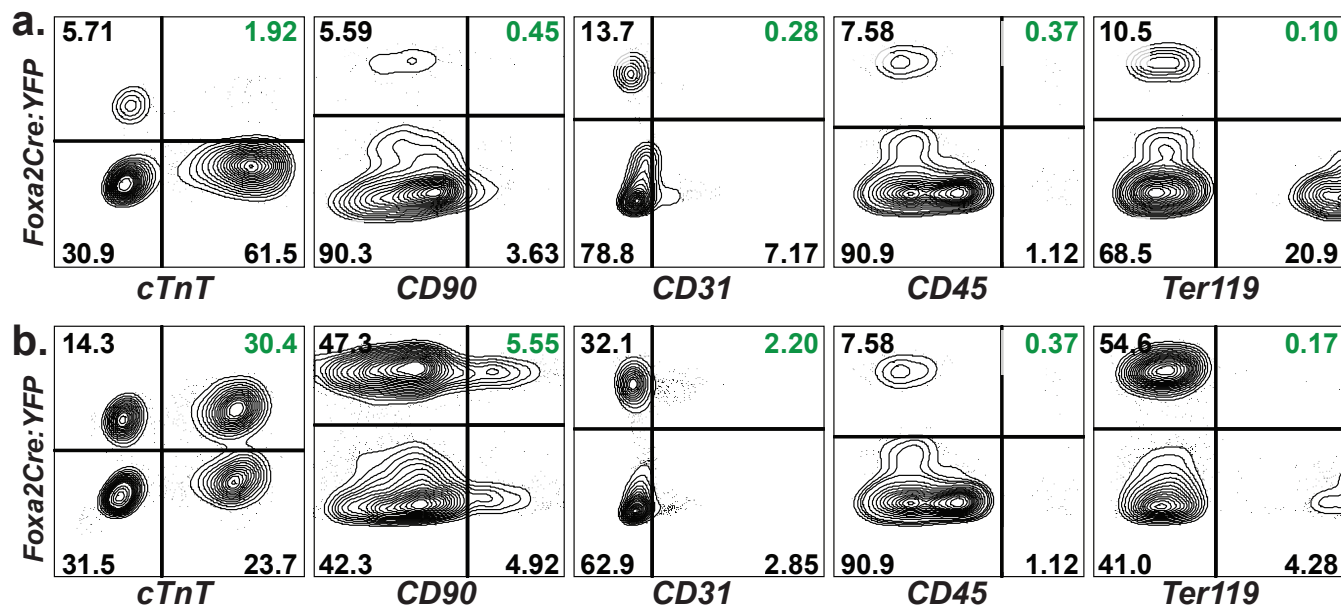 a.
5.71 1.92 5.59 0.45 13.7 0.28 7.58 0.37 10.5 0.10
Foxa2Cre:YFP
30.9 61.5 90.3 3.63 78.8 7.17 90.9 1.12 68.5 20.9
cTnT CD90 CD31 CD45 Ter119
b.
14.3 30.4 47.3 5.55 32.1 2.20 7.58 0.37 54.6 0.17
Foxa2Cre:YFP
31.5 23.7 42.3 4.92 62.9 2.85 90.9 1.12 41.0 4.28
cTnT CD90 CD31 CD45 Ter119